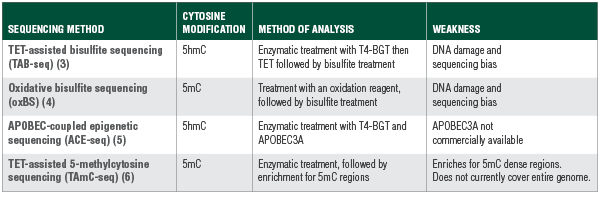 SEQUENCING METHOD
CYTOSINE
MODIFICATION
METHOD OF ANALYSIS
WEAKNESS
TET-assisted bisulfite sequencing
(TAB-seq) (3)
5hmC
Enzymatic treatment with T4-BGT then
TET followed by bisulfite treatment
DNA damage and
sequencing bias
Oxidative bisulfite sequencing
(oxBS) (4)
5mC
Treatment with an oxidation reagent,
followed by bisulfite treatment
DNA damage and
sequencing bias
APOBEC-coupled epigenetic
sequencing (ACE-seq) (5)
5hmC
Enzymatic treatment with T4-BGT and
APOBEC3A
APOBEC3A not
commercially available
TET-assisted 5-methylcytosine
sequencing (TAmC-seq) (6)
5mC
Enzymatic treatment, followed by
enrichment for 5mC regions
Enriches for 5mC dense regions.
Does not currently cover entire genome.